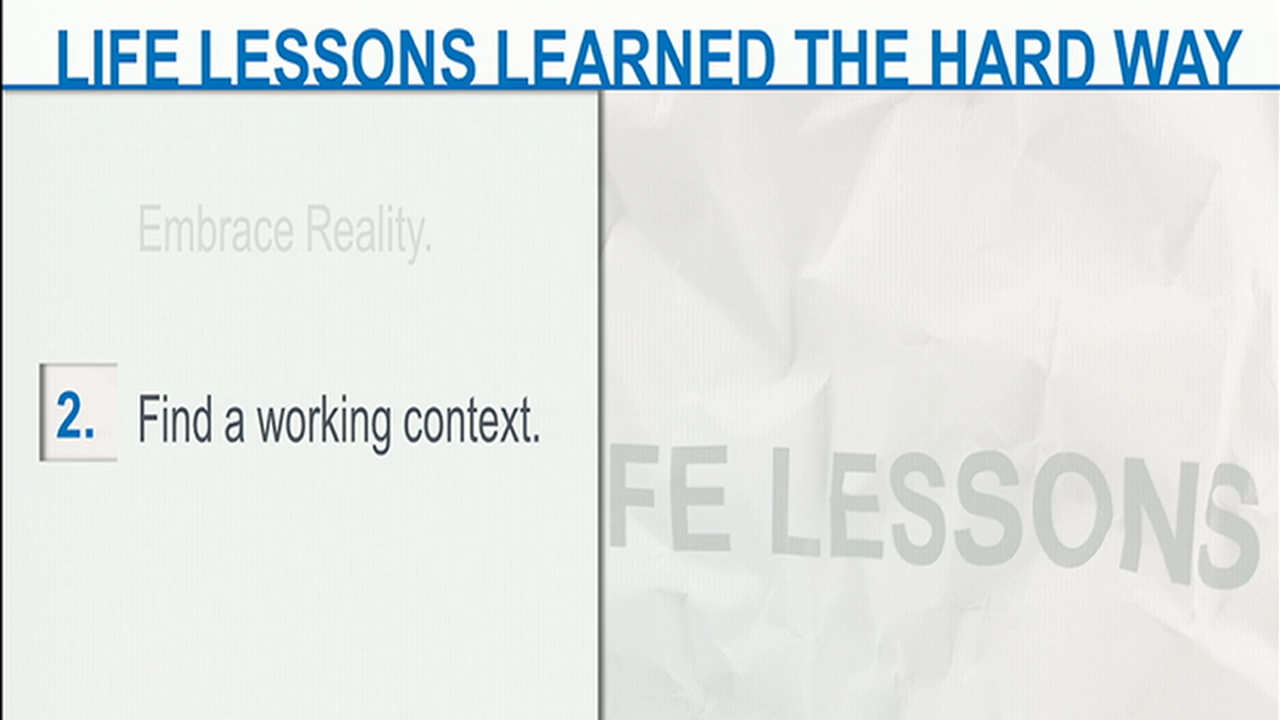 LIFE LESSONS LEARNED THE HARD WAY
Embrace Reality.
2. Find a working context.
FE LESSONS